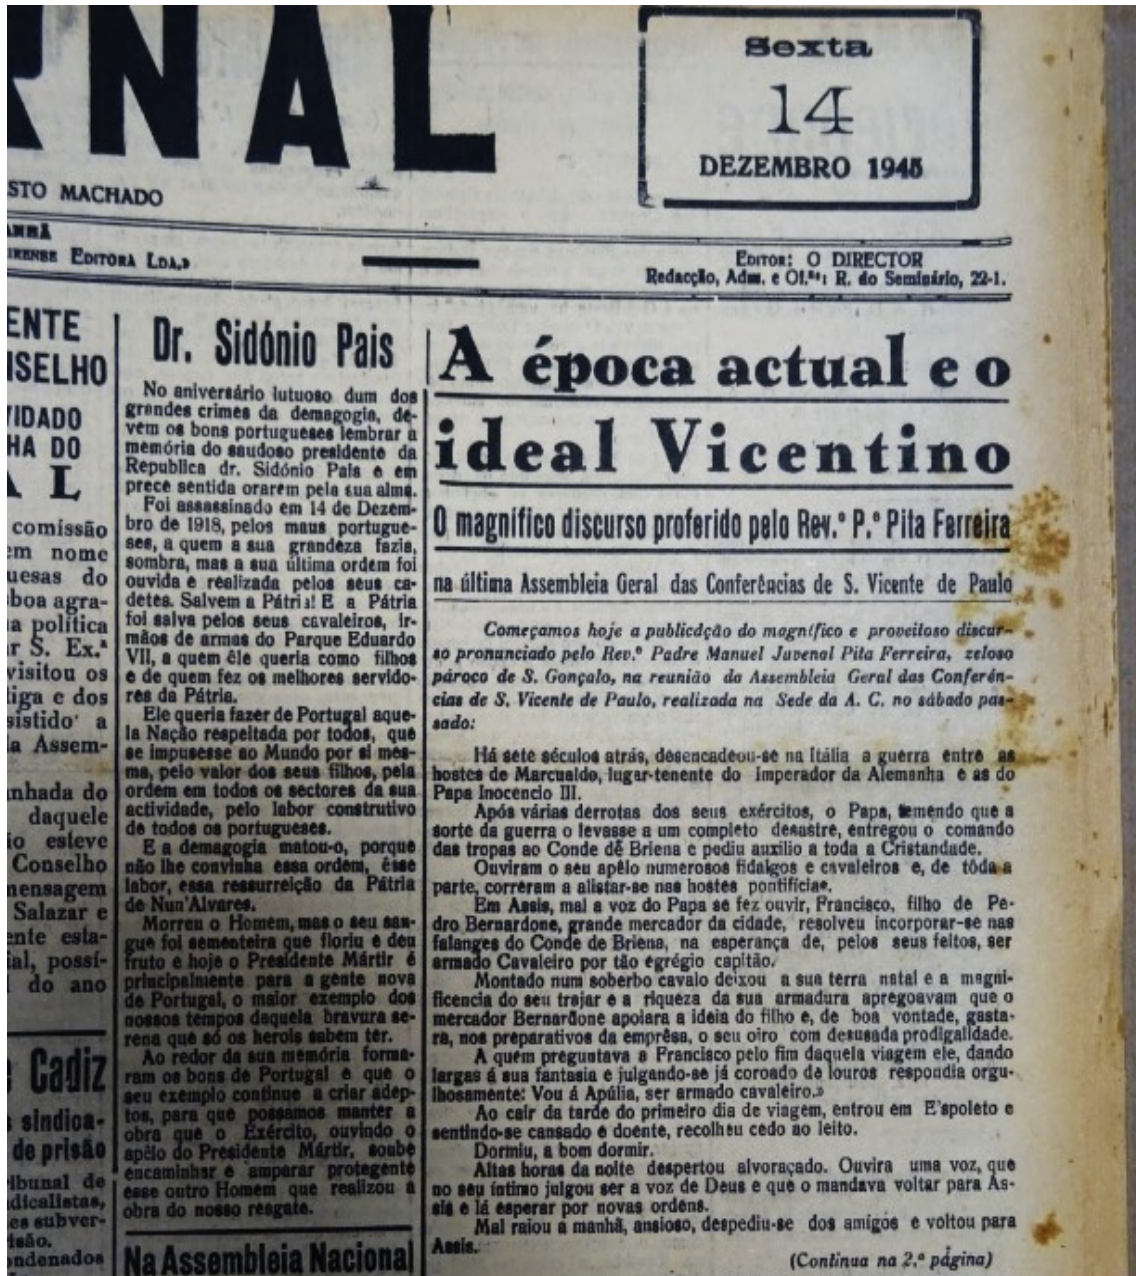 RNAL
STO MACHADO
ANHÃ
IRENSE EDITORA LDA.»
Sexta
14
DEZEMBRO 1945
EDITOR: O DIRECTOR
Redacção, Adm. e Of.ªˢ: R. do Seminário, 22-1.
ENTE
NSELHO
VIDADO
HA DO
A L
comissão
em nome
uesas do
boa agra-
a política
r S. Ex.ª
visitou os
tiga e dos
sistido a
a Assem-
anhada do
daquele
io esteve
Conselho
mensagem
Salazar e
ente esta-
ial, possí-
l do ano
Cadiz
sindica-
de prisão
ribunal de
dicalistas,
es subver-
isão.
ondenados
Dr. Sidónio Pais
No aniversário lutuoso dum dos
grandes crimes da demagogia, de-
vem os bons portugueses lembrar a
memória do saudoso presidente da
Republica dr. Sidónio Pais e em
prece sentida orarem pela sua alma.
Foi assassinado em 14 de Dezem-
bro de 1918, pelos maus portugue-
ses, a quem a sua grandeza fazia,
sombra, mas a sua última ordem foi
ouvida e realizada pelos seus ca-
detes. Salvem a Pátria! E a Pátria
foi salva pelos seus cavaleiros, ir-
mãos de armas do Parque Eduardo
VII, a quem êle queria como filhos
e de quem fez os melhores servido-
res da Pátria.
Ele queria fazer de Portugal aque-
la Nação respeitada por todos, que
se impusesse ao Mundo por si mes-
ma, pelo valor dos seus filhos, pela
ordem em todos os sectores da sua
actividade, pelo labor construtivo
de todos os portugueses.
E a demagogia matou-o, porque
não lhe convinha essa ordem, êsse
labor, essa ressurreição da Pátria
de Nun'Alvares.
Morreu o Homem, mas o seu san-
gue foi sementeira que floriu e deu
fruto e hoje o Presidente Mártir é
principalmente para a gente nova
de Portugal, o maior exemplo dos
nossos tempos daquela bravura se-
rena que só os herois sabem ter.
Ao redor da sua memória forma-
ram os bons de Portugal e que o
seu exemplo continue a criar adep-
tos, para que possamos manter a
obra que o Exército, ouvindo o
apêlo do Presidente Mártir, soube
encaminhar e amparar protegente
esse outro Homem que realizou a
obra do nosso resgate.
Na Assembleia Nacional
A época actual e o
ideal Vicentino
O magnífico discurso proferido pelo Rev.º P.º Pita Ferreira
na última Assembleia Geral das Conferências de S. Vicente de Paulo
Começamos hoje a publicdção do magnífico e proveitoso discur-
so pronunciado pelo Rev.º Padre Manuel Juvenal Pita Ferreira, zeloso
pároco de S. Gonçalo, na reunião da Assembleia Geral das Conferên-
cias de S. Vicente de Paulo, realizada na Sede da A. C. no sábado pas-
sado:
Há sete séculos atrás, desencadeou-se na Itália a guerra entre as
hostes de Marcualdo, lugar-tenente do Imperador da Alemanha e as do
Papa Inocencio III.
Após várias derrotas dos seus exércitos, o Papa, temendo que a
sorte da guerra o levasse a um completo desastre, entregou o comando
das tropas ao Conde dê Briena e pediu auxilio a toda a Cristandade.
Ouviram o seu apêlo numerosos fidalgos e cavaleiros e, de tôda a
parte, correram a alistar-se nas hostes pontifícias.
Em Assis, mal a voz do Papa se fez ouvir, Francisco, filho de Pe-
dro Bernardone, grande mercador da cidade, resolveu incorporar-se nas
falanges do Conde de Briena, na esperança de, pelos seus feitos, ser
armado Cavaleiro por tão egrégio capitão.
Montado num soberbo cavalo deixou a sua terra natal e a magni-
ficencia do seu trajar e a riqueza da sua armadura apregoavam que o
mercador Bernardone apoiara a ideia do filho e, de boa vontade, gasta-
ra, nos preparativos da emprêsa, o seu oiro com desusada prodigalidade.
A quem preguntava a Francisco pelo fim daquela viagem ele, dando
largas á sua fantasia e julgando-se já coroado de louros respondia orgu-
lhosamente: Vou á Apúlia, ser armado cavaleiro.»
Ao cair da tarde do primeiro dia de viagem, entrou em E'spoleto e
sentindo-se cansado e doente, recolheu cedo ao leito.
Dormiu, a bom dormir.
Altas horas da noite despertou alvoraçado. Ouvira uma voz, que
no seu íntimo julgou ser a voz de Deus e que o mandava voltar para As-
sis e lá esperar por novas ordens.
Mal raiou a manhã, ansioso, despediu-se dos amigos e voltou para
Assis.
(Continua na 2.ª página)